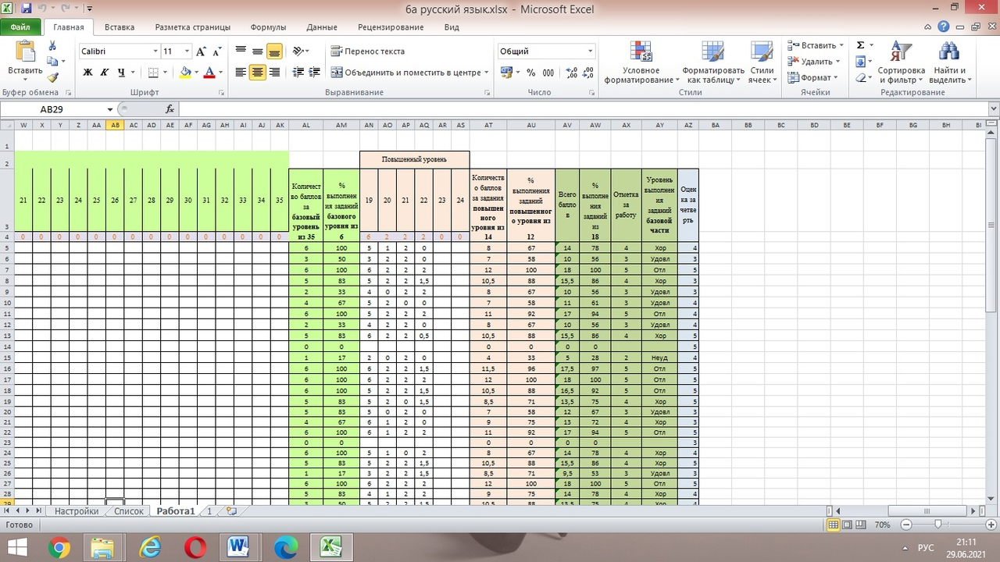 6а русский язык.xlsx - Microsoft Excel
Файл Главная Вставка Разметка страницы Формулы Данные Рецензирование Вид
Вставить Calibri 11 Перенос текста Общий Условное форматирование Форматировать как таблицу Стили ячеек Вставить Сортировка и фильтр Найти и выделить
Ж К Ч Объединить и поместить в центре % 000 Удалить Формат
Буфер обмена Шрифт Выравнивание Число Стили Ячейки Редактирование
AB29 fx
W X Y Z AA AB AC AD AE AF AG AH AI AJ AK AL AM AN AO AP AQ AR AS AT AU AV AW AX AY AZ BA BB BC BD BE BF BG BH BI
1
2 Повышенный уровень
3 21 22 23 24 25 26 27 28 29 30 31 32 33 34 35 Количество баллов за базовый уровень из 35 % выполнения заданий базового уровня из 19 20 21 22 23 24 Количество баллов за задания повышенного уровня из % выполнения заданий повышенного уровня из Всего баллов % выполнения заданий из Отметка за работу Уровень выполнения заданий базовой части Оценка за четверть
4 0 0 0 0 0 0 0 0 0 0 0 0 0 0 0 6 6 2 2 2 0 0 14 12 18
5 6 100 5 1 2 0 8 67 14 78 4 Хор 4
6 3 50 3 2 2 0 7 58 10 56 3 Удовл 3
7 6 100 6 2 2 2 12 100 18 100 5 Отл 5
8 5 83 5 2 2 1,5 10,5 88 15,5 86 4 Хор 3
9 2 33 4 0 2 2 8 67 10 56 3 Удовл 3
10 4 67 5 2 0 0 7 58 11 61 3 Удовл 4
11 6 100 5 2 2 2 11 92 17 94 5 Отл 5
12 2 33 4 2 2 0 8 67 10 56 3 Удовл 4
13 5 83 6 2 2 0,5 10,5 88 15,5 86 4 Хор 5
14 0 0 0 0 0 0 5
15 1 17 2 0 2 0 4 33 5 28 2 Неуд 4
16 6 100 6 2 2 1,5 11,5 96 17,5 97 5 Отл 5
17 6 100 6 2 2 2 12 100 18 100 5 Отл 5
18 6 100 5 2 2 1,5 10,5 88 16,5 92 5 Отл 5
19 5 83 5 2 0 1,5 8,5 71 13,5 75 4 Хор 5
20 5 83 5 0 2 0 7 58 12 67 3 Удовл 3
21 4 67 6 1 2 0 9 75 13 72 4 Хор 4
22 6 100 6 1 2 2 11 92 17 94 5 Отл 5
23 0 0 0 0 0 0 3
24 6 100 5 1 0 2 8 67 14 78 4 Хор 4
25 5 83 5 2 2 1,5 10,5 88 15,5 86 4 Хор 5
26 1 17 3 2 2 1,5 8,5 71 9,5 53 3 Удовл 3
27 6 100 6 2 2 2 12 100 18 100 5 Отл 5
28 5 83 4 1 2 2 9 75 14 78 4 Хор 4
29 3 50 5 2 2 1,5 10,5 88 13,5 75 4 Хор 4
Настройки Список Работа1 1
Готово 70%
РУС 21:11
29.06.2021